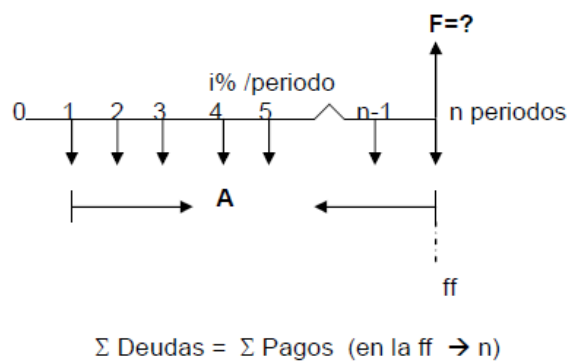 F=?
i% /periodo
0 1 2 3 4 5 n-1 n periodos
A
ff
Σ Deudas = Σ Pagos (en la ff → n)